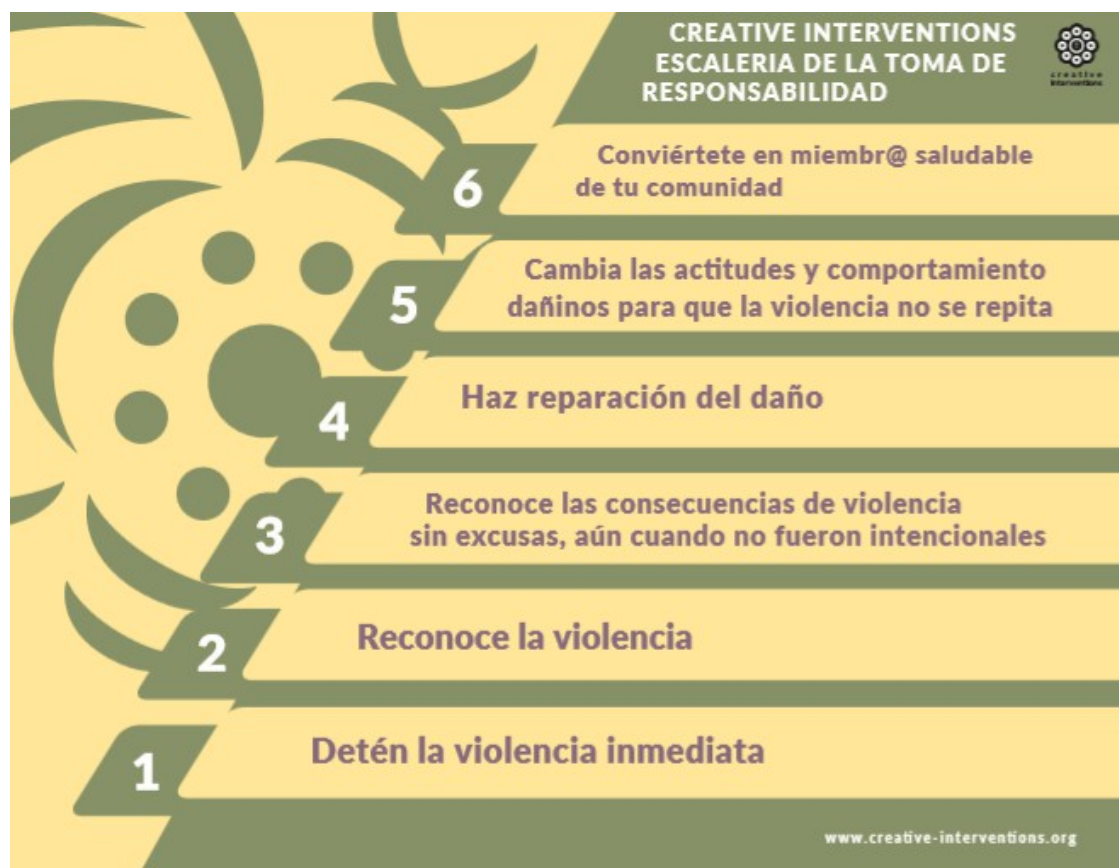 CREATIVE INTERVENTIONS
ESCALERIA DE LA TOMA DE
RESPONSABILIDAD
creative
interventions
6
Conviértete en miembr@ saludable
de tu comunidad
5
Cambia las actitudes y comportamiento
dañinos para que la violencia no se repita
4
Haz reparación del daño
3
Reconoce las consecuencias de violencia
sin excusas, aún cuando no fueron intencionales
2
Reconoce la violencia
1
Detén la violencia inmediata
www.creative-interventions.org